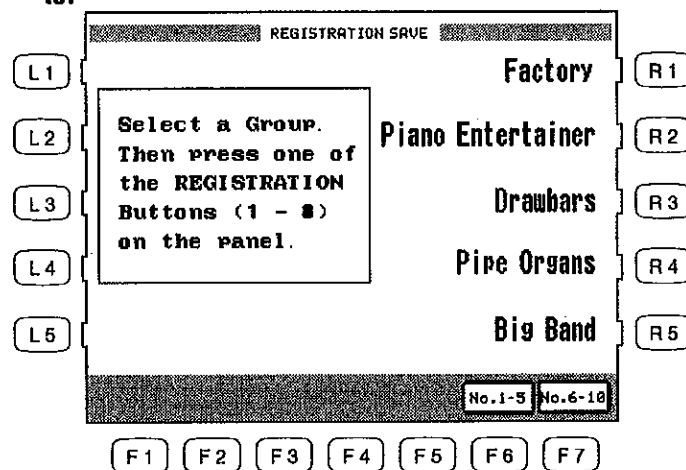 REGISTRATION SAVE
L1 Factory R1
Select a Group.
L2 Piano Entertainer R2
Then press one of
the REGISTRATION
L3 Drawbars R3
Buttons (1 - 8)
on the panel.
L4 Pipe Organs R4
L5 Big Band R5
No.1-5 No.6-10
F1 F2 F3 F4 F5 F6 F7